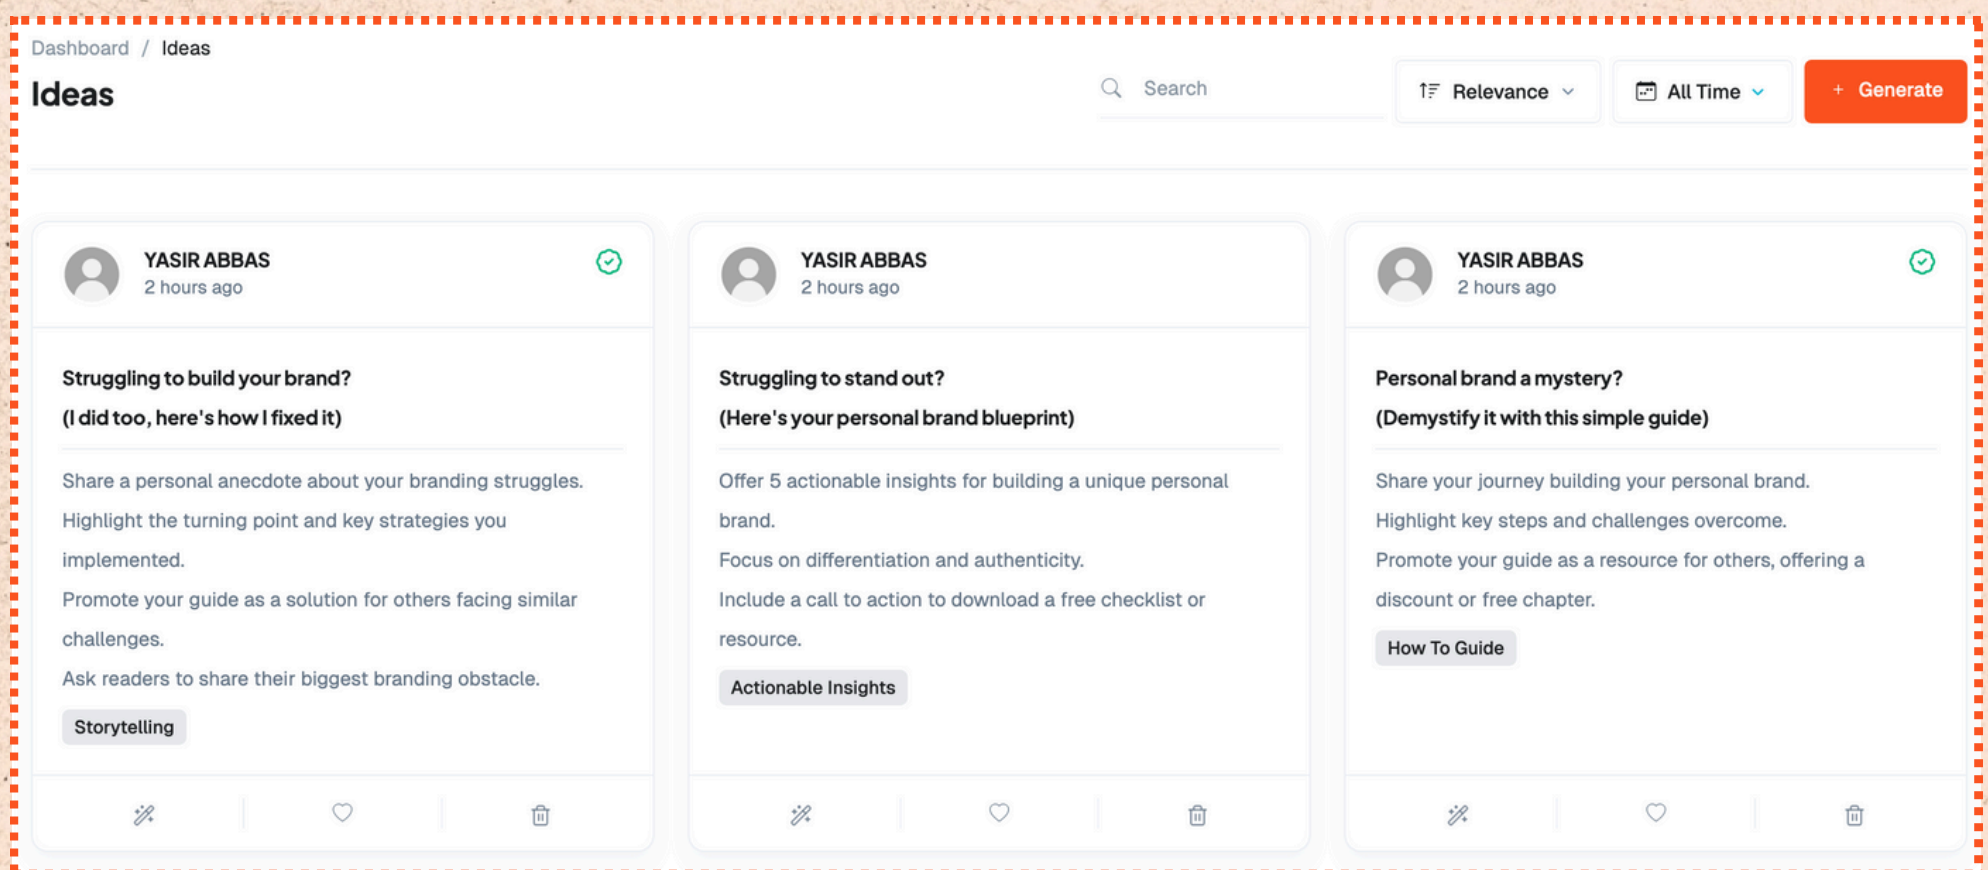 Dashboard / Ideas
Ideas
Search
Relevance
All Time
+ Generate
YASIR ABBAS
2 hours ago
Struggling to build your brand?
(I did too, here's how I fixed it)
Share a personal anecdote about your branding struggles.
Highlight the turning point and key strategies you
implemented.
Promote your guide as a solution for others facing similar
challenges.
Ask readers to share their biggest branding obstacle.
Storytelling
YASIR ABBAS
2 hours ago
Struggling to stand out?
(Here's your personal brand blueprint)
Offer 5 actionable insights for building a unique personal
brand.
Focus on differentiation and authenticity.
Include a call to action to download a free checklist or
resource.
Actionable Insights
YASIR ABBAS
2 hours ago
Personal brand a mystery?
(Demystify it with this simple guide)
Share your journey building your personal brand.
Highlight key steps and challenges overcome.
Promote your guide as a resource for others, offering a
discount or free chapter.
How To Guide